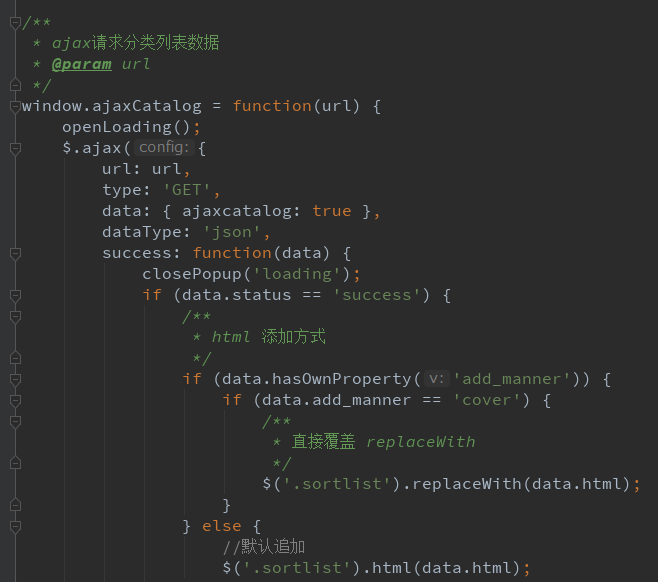 /**
 * ajax请求分类列表数据
 * @param url
 */
window.ajaxCatalog = function(url) {
    openLoading();
    $.ajax( config: {
        url: url,
        type: 'GET',
        data: { ajaxcatalog: true },
        dataType: 'json',
        success: function(data) {
            closePopup('loading');
            if (data.status == 'success') {
                /**
                 * html 添加方式
                 */
                if (data.hasOwnProperty( v: 'add_manner')) {
                    if (data.add_manner == 'cover') {
                        /**
                         * 直接覆盖 replaceWith
                         */
                        $('.sortlist').replaceWith(data.html);
                    }
                } else {
                    //默认追加
                    $('.sortlist').html(data.html);